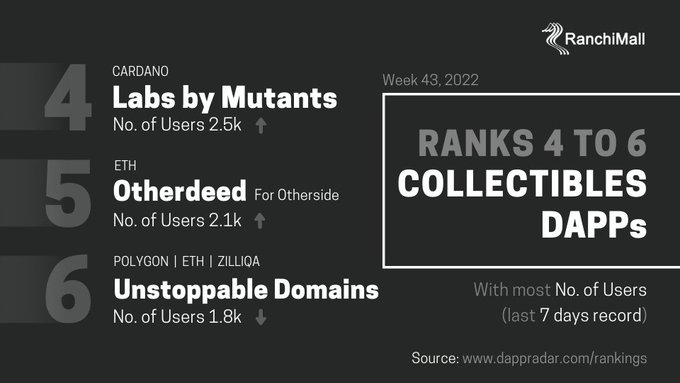 RanchiMall
4
CARDANO
Labs by Mutants
No. of Users 2.5k
5
ETH
Otherdeed For Otherside
No. of Users 2.1k
6
POLYGON | ETH | ZILLIQA
Unstoppable Domains
No. of Users 1.8k
Week 43, 2022
RANKS 4 TO 6
COLLECTIBLES
DAPPs
With most No. of Users
(last 7 days record)
Source: www.dappradar.com/rankings